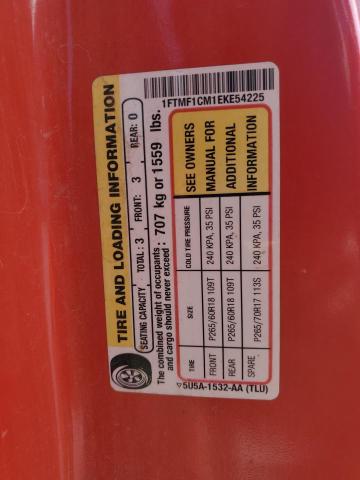 1FTMF1CM1EKE54225
TIRE AND LOADING INFORMATION
SEATING CAPACITY TOTAL: 3 FRONT: 3 REAR: 0
The combined weight of occupants
and cargo should never exceed : 707 kg or 1559 lbs.
TIRE SIZE COLD TIRE PRESSURE
FRONT P265/60R18 109T 240 KPA, 35 PSI
REAR P265/60R18 109T 240 KPA, 35 PSI
SPARE P265/70R17 113S 240 KPA, 35 PSI
SEE OWNERS
MANUAL FOR
ADDITIONAL
INFORMATION
▽5U5A-1532-AA (TLU)